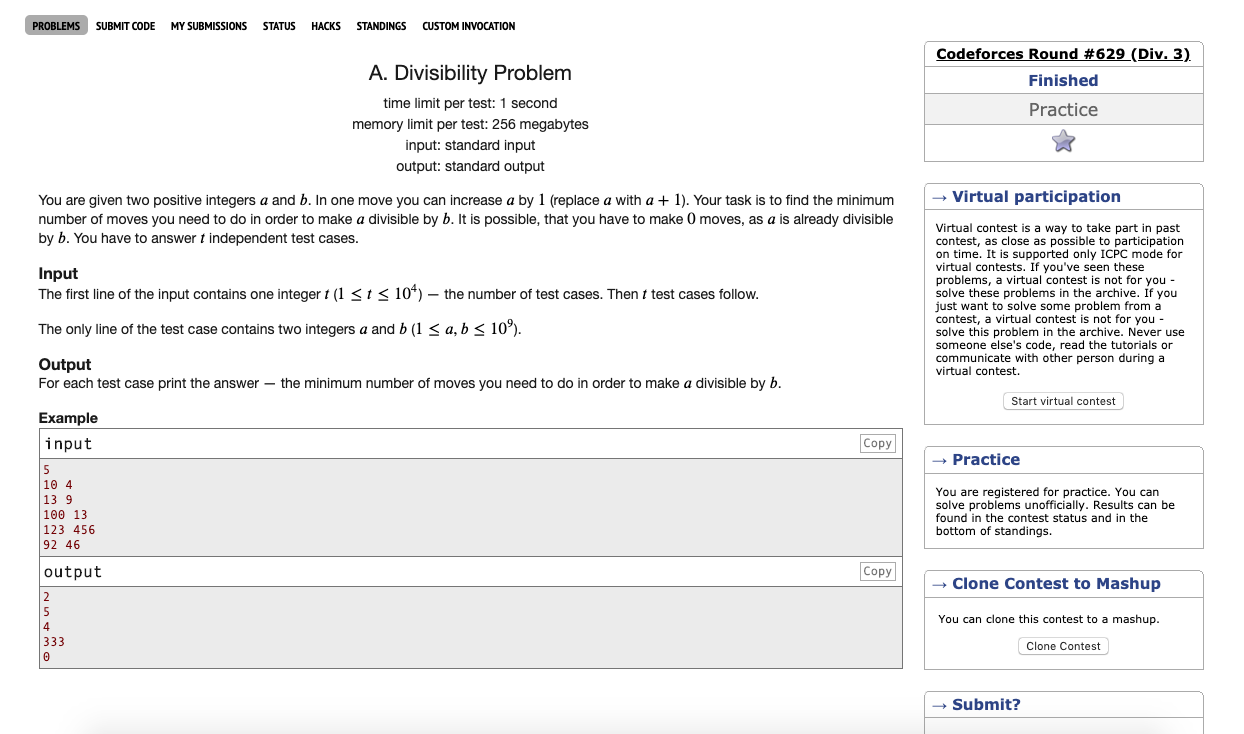 PROBLEMS SUBMIT CODE MY SUBMISSIONS STATUS HACKS STANDINGS CUSTOM INVOCATION
A. Divisibility Problem
time limit per test: 1 second
memory limit per test: 256 megabytes
input: standard input
output: standard output
You are given two positive integers a and b. In one move you can increase a by 1 (replace a with a + 1). Your task is to find the minimum
number of moves you need to do in order to make a divisible by b. It is possible, that you have to make 0 moves, as a is already divisible
by b. You have to answer t independent test cases.
Input
The first line of the input contains one integer t (1 ≤ t ≤ 10⁴) — the number of test cases. Then t test cases follow.
The only line of the test case contains two integers a and b (1 ≤ a, b ≤ 10⁹).
Output
For each test case print the answer — the minimum number of moves you need to do in order to make a divisible by b.
Example
input
Copy
5
10 4
13 9
100 13
123 456
92 46
output
Copy
2
5
4
333
0
Codeforces Round #629 (Div. 3)
Finished
Practice
→ Virtual participation
Virtual contest is a way to take part in past
contest, as close as possible to participation
on time. It is supported only ICPC mode for
virtual contests. If you've seen these
problems, a virtual contest is not for you -
solve these problems in the archive. If you
just want to solve some problem from a
contest, a virtual contest is not for you -
solve this problem in the archive. Never use
someone else's code, read the tutorials or
communicate with other person during a
virtual contest.
Start virtual contest
→ Practice
You are registered for practice. You can
solve problems unofficially. Results can be
found in the contest status and in the
bottom of standings.
→ Clone Contest to Mashup
You can clone this contest to a mashup.
Clone Contest
→ Submit?